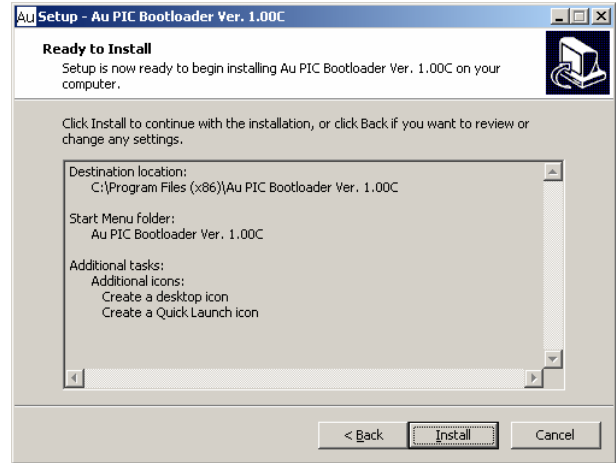 Au Setup - Au PIC Bootloader Ver. 1.00C
Ready to Install
Setup is now ready to begin installing Au PIC Bootloader Ver. 1.00C on your
computer.
Click Install to continue with the installation, or click Back if you want to review or
change any settings.
Destination location:
C:\Program Files (x86)\Au PIC Bootloader Ver. 1.00C
Start Menu folder:
Au PIC Bootloader Ver. 1.00C
Additional tasks:
Additional icons:
Create a desktop icon
Create a Quick Launch icon
< Back
Install
Cancel